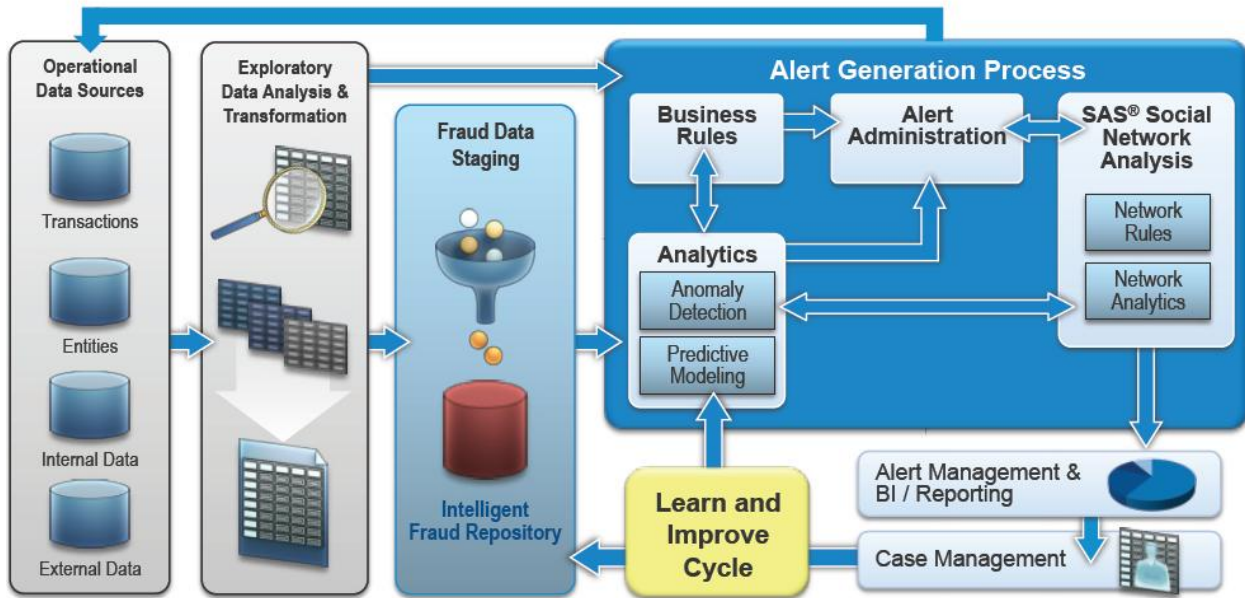 Operational
Data Sources
Transactions
Entities
Internal Data
External Data
Exploratory
Data Analysis &
Transformation
Fraud Data
Staging
Intelligent
Fraud Repository
Alert Generation Process
Business
Rules
Alert
Administration
SAS® Social
Network
Analysis
Network
Rules
Network
Analytics
Analytics
Anomaly
Detection
Predictive
Modeling
Learn and
Improve
Cycle
Alert Management &
BI / Reporting
Case Management